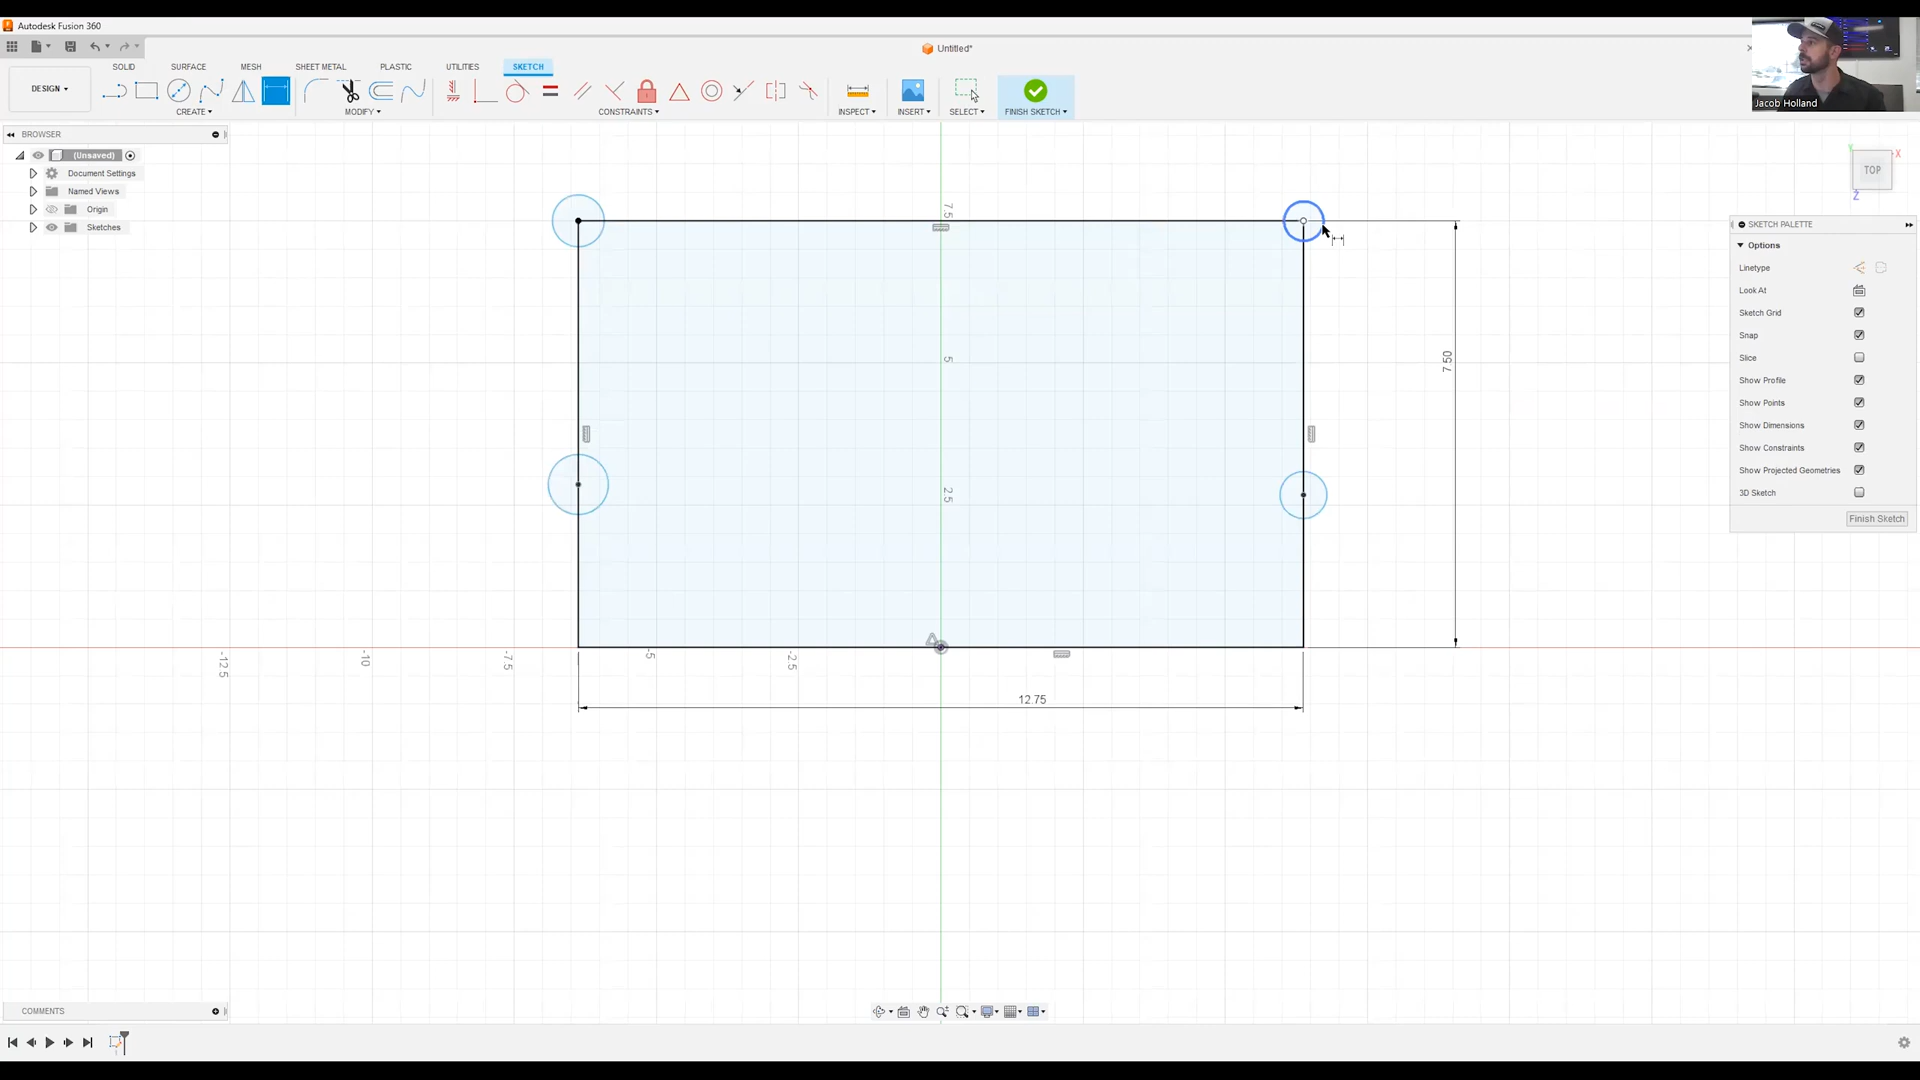 Autodesk Fusion 360
Untitled*
DESIGN
SOLID
SURFACE
MESH
SHEET METAL
PLASTIC
UTILITIES
SKETCH
CREATE
MODIFY
CONSTRAINTS
INSPECT
INSERT
SELECT
FINISH SKETCH
Jacob Holland
BROWSER
(Unsaved)
Document Settings
Named Views
Origin
Sketches
TOP
Y
X
Z
SKETCH PALETTE
Options
Linetype
Look At
Sketch Grid
Snap
Slice
Show Profile
Show Points
Show Dimensions
Show Constraints
Show Projected Geometries
3D Sketch
Finish Sketch
7.5
5
2.5
7.50
-12.5
-10
-7.5
-5
-2.5
12.75
COMMENTS